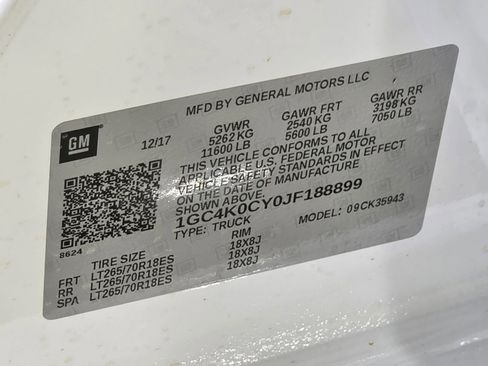 MFD BY GENERAL MOTORS LLC
GM
12/17
GVWR GAWR FRT GAWR RR
5262 KG 2540 KG 3198 KG
11600 LB 5600 LB 7050 LB
THIS VEHICLE CONFORMS TO ALL
APPLICABLE U.S. FEDERAL MOTOR
VEHICLE SAFETY STANDARDS IN EFFECT
ON THE DATE OF MANUFACTURE
SHOWN ABOVE.
1GC4K0CY0JF188899
TYPE: TRUCK MODEL: 09CK35943
8624
TIRE SIZE RIM
FRT LT265/70R18ES 18X8J
RR LT265/70R18ES 18X8J
SPA LT265/70R18ES 18X8J